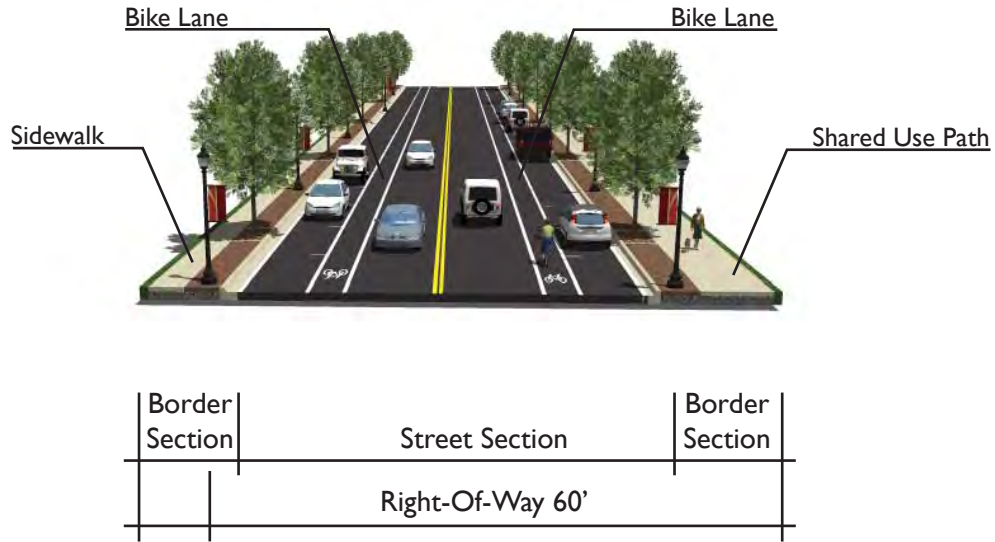 Bike Lane
Bike Lane
Sidewalk
Shared Use Path
Border
Section
Street Section
Border
Section
Right-Of-Way 60’